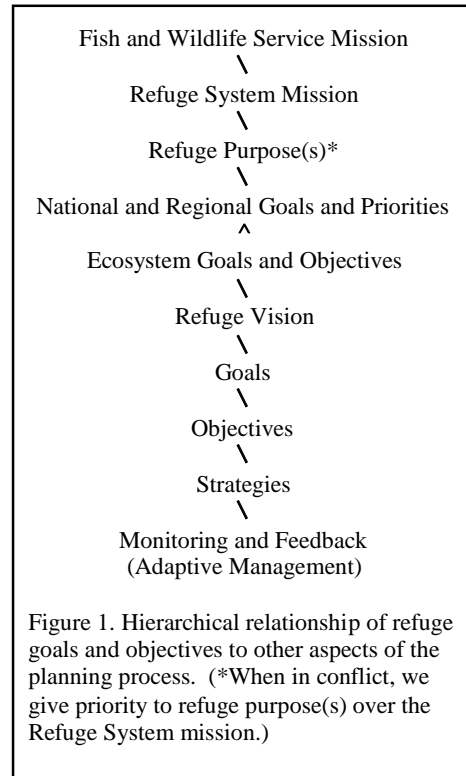 Fish and Wildlife Service Mission
\
Refuge System Mission
\
Refuge Purpose(s)*
\
National and Regional Goals and Priorities
^
Ecosystem Goals and Objectives
\
Refuge Vision
\
Goals
\
Objectives
\
Strategies
\
Monitoring and Feedback
(Adaptive Management)
Figure 1. Hierarchical relationship of refuge
goals and objectives to other aspects of the
planning process.  (*When in conflict, we
give priority to refuge purpose(s) over the
Refuge System mission.)